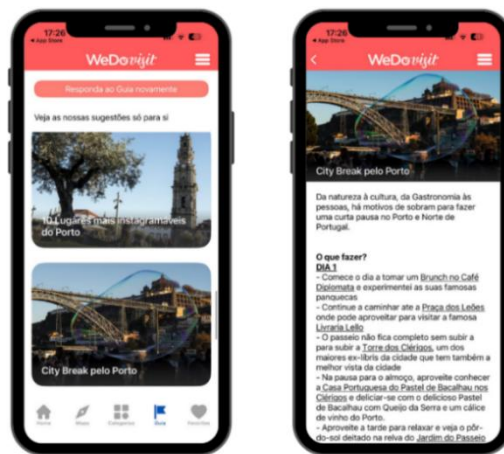 17:26
App Store
WeDo visit
Responda ao Guia novamente
Veja as nossas sugestões só para si
10 Lugares mais instagramáveis
do Porto
City Break pelo Porto
Home
Mapa
Categorias
Guia
Favoritos
17:26
App Store
WeDo visit
City Break pelo Porto
Da natureza à cultura, da Gastronomia às
pessoas, há motivos de sobram para fazer
uma curta pausa no Porto e Norte de
Portugal.
O que fazer?
DIA 1
- Comece o dia a tomar um Brunch no Café
Diplomata e experimentei as suas famosas
panquecas
- Continue a caminhar ate a Praça dos Leões
onde pode aproveitar para visitar a famosa
Livraria Lello
- O passeio não fica completo sem subir a
para subir a Torre dos Clérigos, um dos
maiores ex-libris da cidade que tem também a
melhor vista da cidade
- Na pausa para o almoço, aproveite conhecer
a Casa Portuguesa do Pastel de Bacalhau nos
Clérigos e deliciar-se com o delicioso Pastel
de Bacalhau com Queijo da Serra e um cálice
de vinho do Porto.
- Aproveite a tarde para relaxar e veja o pôr-
do-sol deitado na relva do Jardim do Passeio